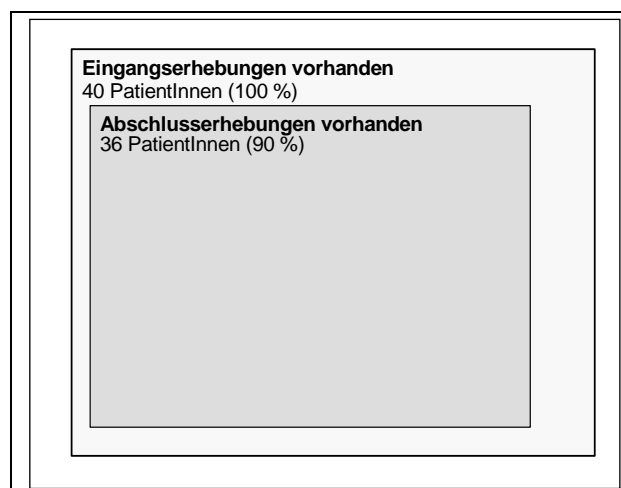 Eingangserhebungen vorhanden
40 PatientInnen (100 %)
Abschlusserhebungen vorhanden
36 PatientInnen (90 %)